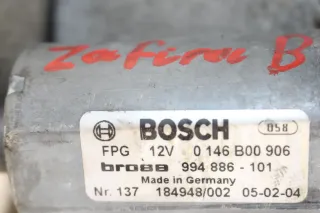 Zafira B
BOSCH 058
FPG 12V 0 146 B00 906
brose 994 886 - 101
Made in Germany
Nr. 137 184948/002 05-02-04